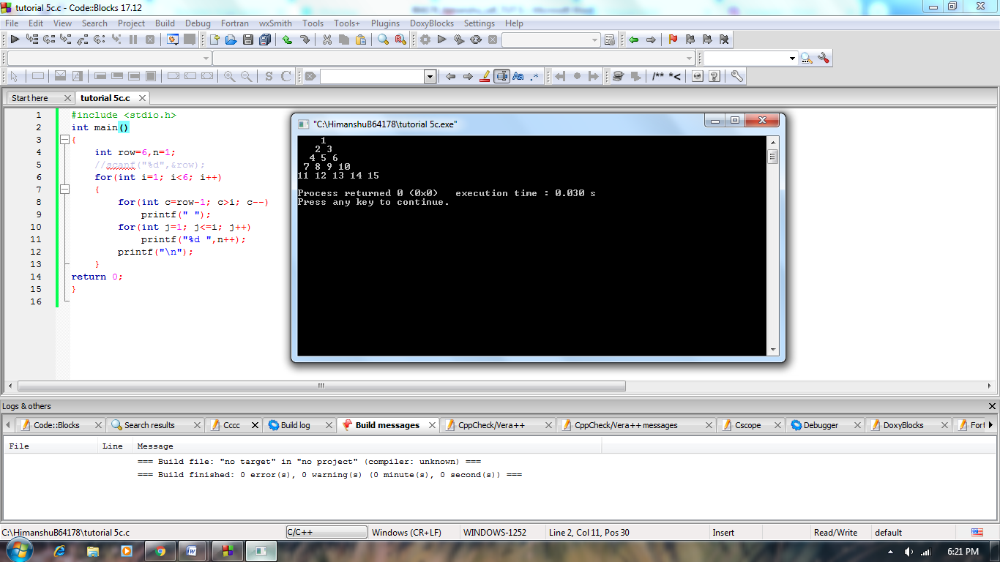 tutorial 5c.c - Code::Blocks 17.12
File Edit View Search Project Build Debug Fortran wxSmith Tools Tools+ Plugins DoxyBlocks Settings Help
S C Aa .* /** *<
Start here tutorial 5c.c
1 #include <stdio.h>
2 int main()
3 {
4 int row=6,n=1;
5 //scanf("%d",&row);
6 for(int i=1; i<6; i++)
7 {
8 for(int c=row-1; c>i; c--)
9 printf(" ");
10 for(int j=1; j<=i; j++)
11 printf("%d ",n++);
12 printf("\n");
13 }
14 return 0;
15 }
16
"C:\HimanshuB64178\tutorial 5c.exe"
1
2 3
4 5 6
7 8 9 10
11 12 13 14 15
Process returned 0 (0x0) execution time : 0.030 s
Press any key to continue.
Logs & others
Code::Blocks Search results Cccc Build log Build messages CppCheck/Vera++ CppCheck/Vera++ messages Cscope Debugger DoxyBlocks Fort
File Line Message
=== Build file: "no target" in "no project" (compiler: unknown) ===
=== Build finished: 0 error(s), 0 warning(s) (0 minute(s), 0 second(s)) ===
C:\HimanshuB64178\tutorial 5c.c C/C++ Windows (CR+LF) WINDOWS-1252 Line 2, Col 11, Pos 30 Insert Read/Write default
6:21 PM